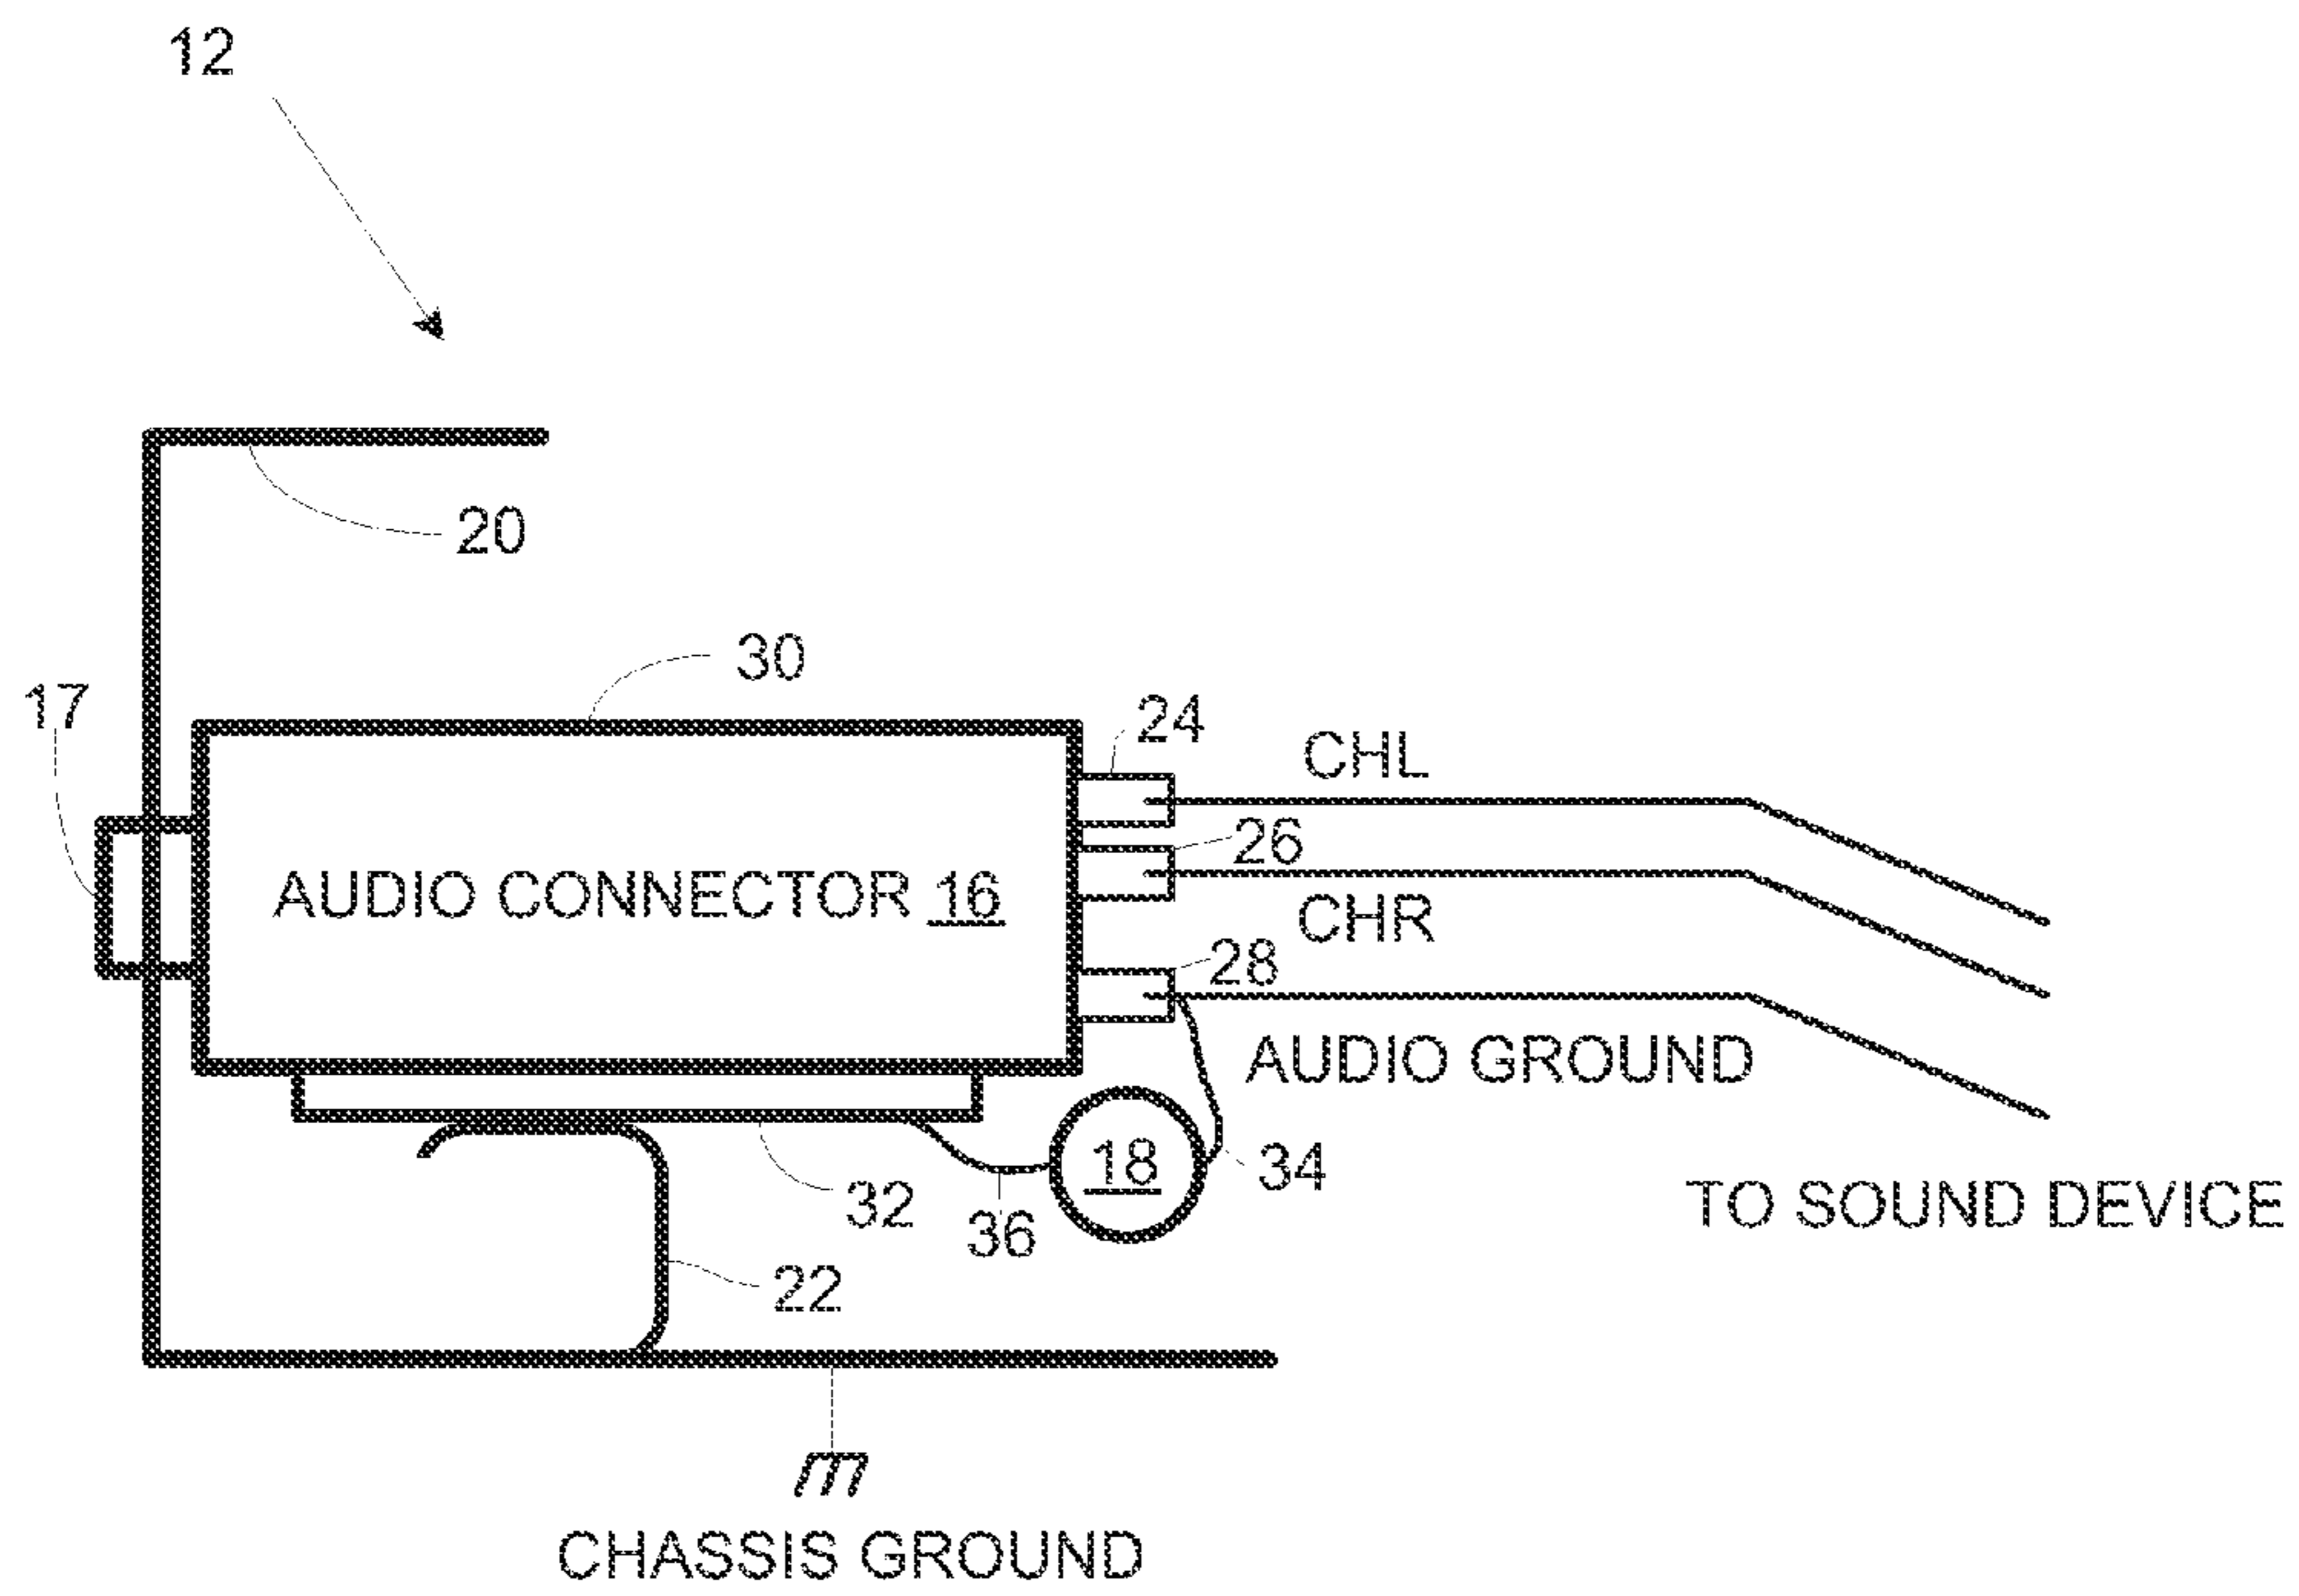 12
20
30
17
24
CHL
26
AUDIO CONNECTOR 16
CHR
28
AUDIO GROUND
18
34
32
36
TO SOUND DEVICE
22
CHASSIS GROUND